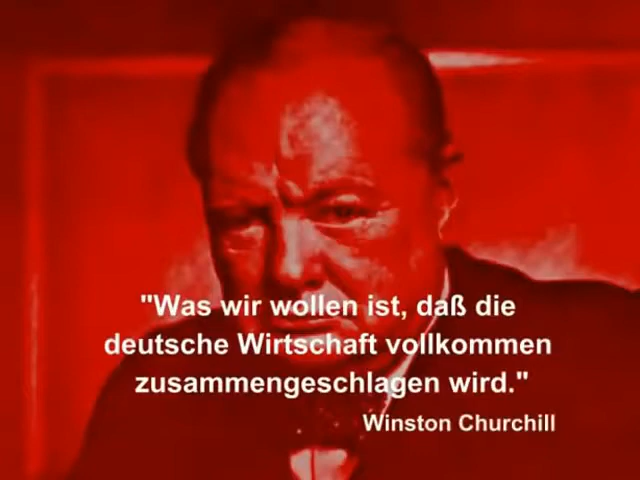 "Was wir wollen ist, daß die
deutsche Wirtschaft vollkommen
zusammengeschlagen wird."
Winston Churchill